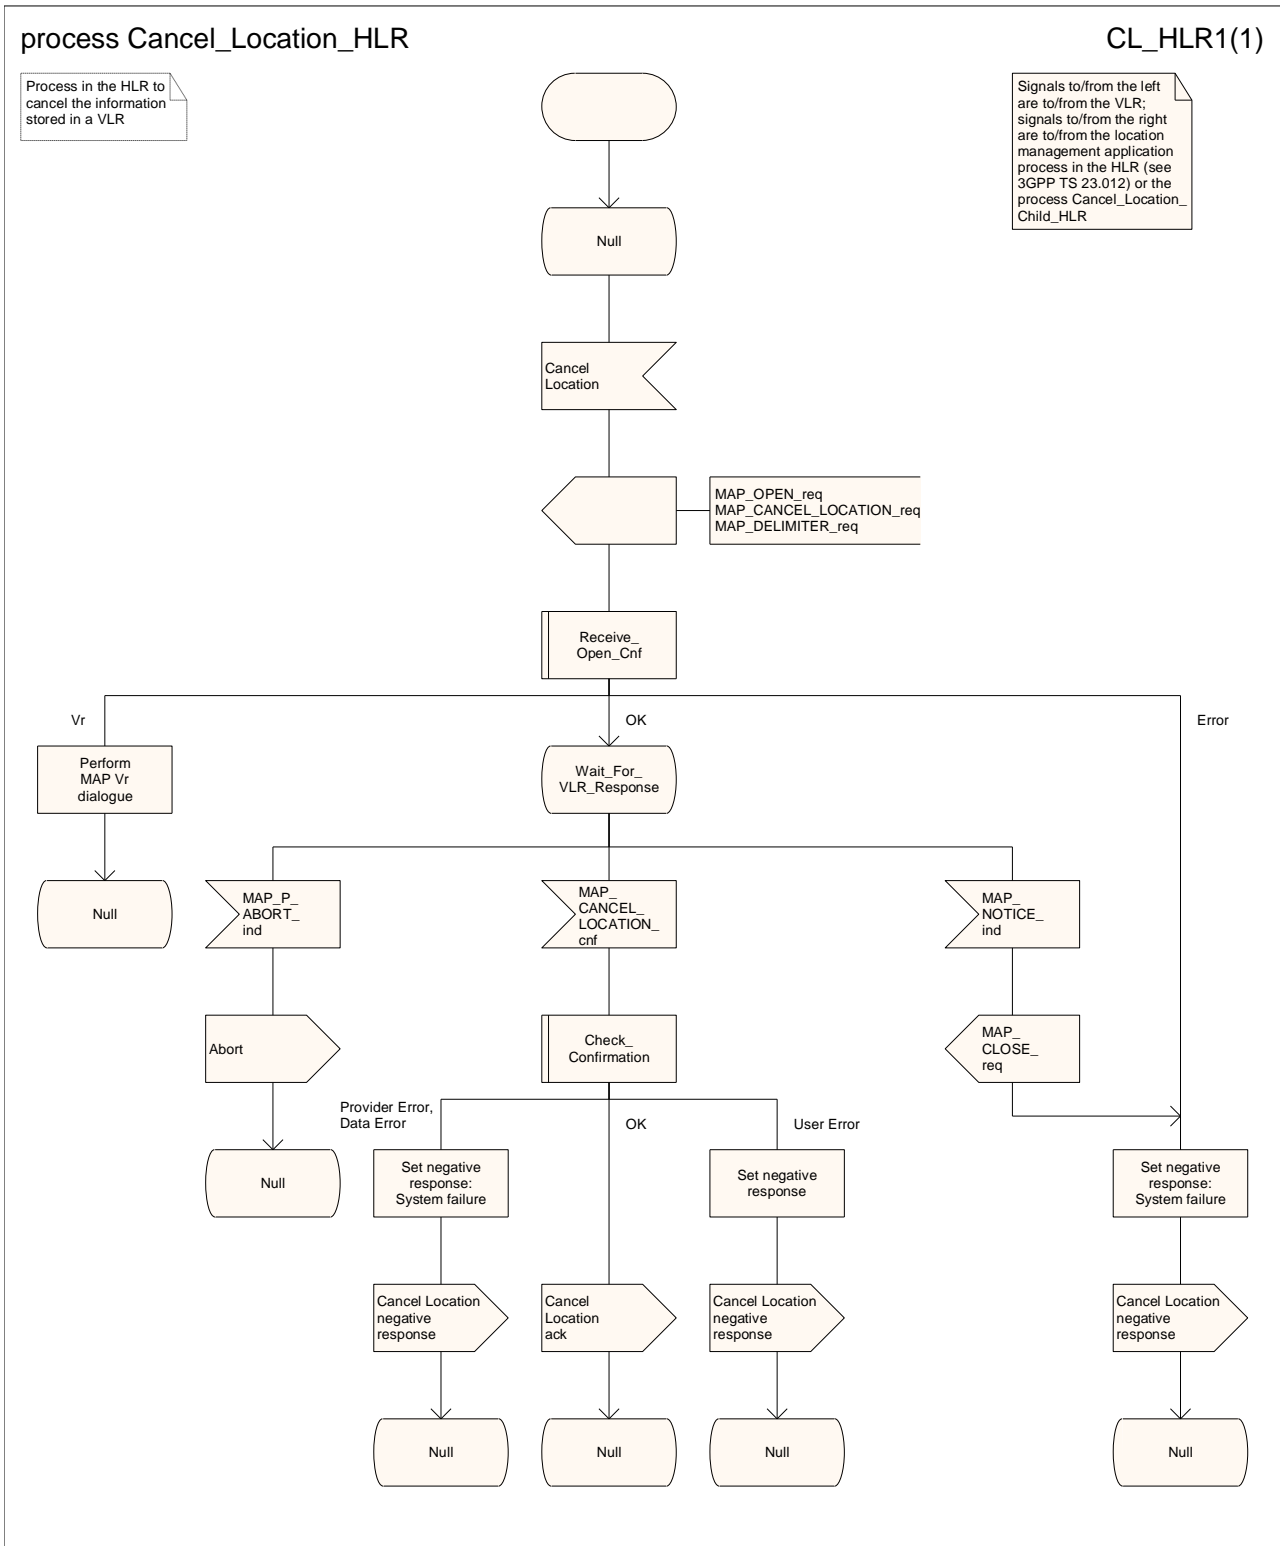 process Cancel_Location_HLR
CL_HLR1(1)
Process in the HLR to
cancel the information
stored in a VLR
Signals to/from the left
are to/from the VLR;
signals to/from the right
are to/from the location
management application
process in the HLR (see
3GPP TS 23.012) or the
process Cancel_Location_
Child_HLR
Null
Cancel
Location
MAP_OPEN_req
MAP_CANCEL_LOCATION_req
MAP_DELIMITER_req
Receive_
Open_Cnf
Vr
OK
Error
Perform
MAP Vr
dialogue
Wait_For_
VLR_Response
Null
MAP_P_
ABORT_
ind
MAP_
CANCEL_
LOCATION_
cnf
MAP_
NOTICE_
ind
Abort
Check_
Confirmation
MAP_
CLOSE_
req
Provider Error,
Data Error
OK
User Error
Null
Set negative
response:
System failure
Set negative
response
Set negative
response:
System failure
Cancel Location
negative
response
Cancel
Location
ack
Cancel Location
negative
response
Cancel Location
negative
response
Null
Null
Null
Null